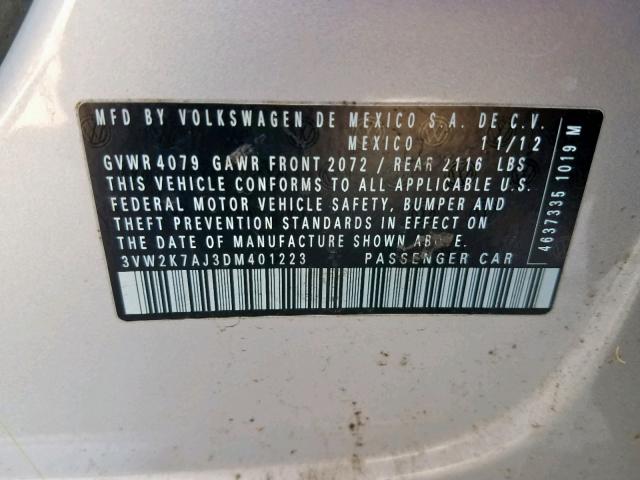 MFD BY VOLKSWAGEN DE MEXICO S.A. DE C.V.
MEXICO 11/12
GVWR 4079 GAWR FRONT 2072 / REAR 2116 LBS
THIS VEHICLE CONFORMS TO ALL APPLICABLE U.S.
FEDERAL MOTOR VEHICLE SAFETY, BUMPER AND
THEFT PREVENTION STANDARDS IN EFFECT ON
THE DATE OF MANUFACTURE SHOWN ABOVE.
3VW2K7AJ3DM401223 PASSENGER CAR
4637335 1019 M